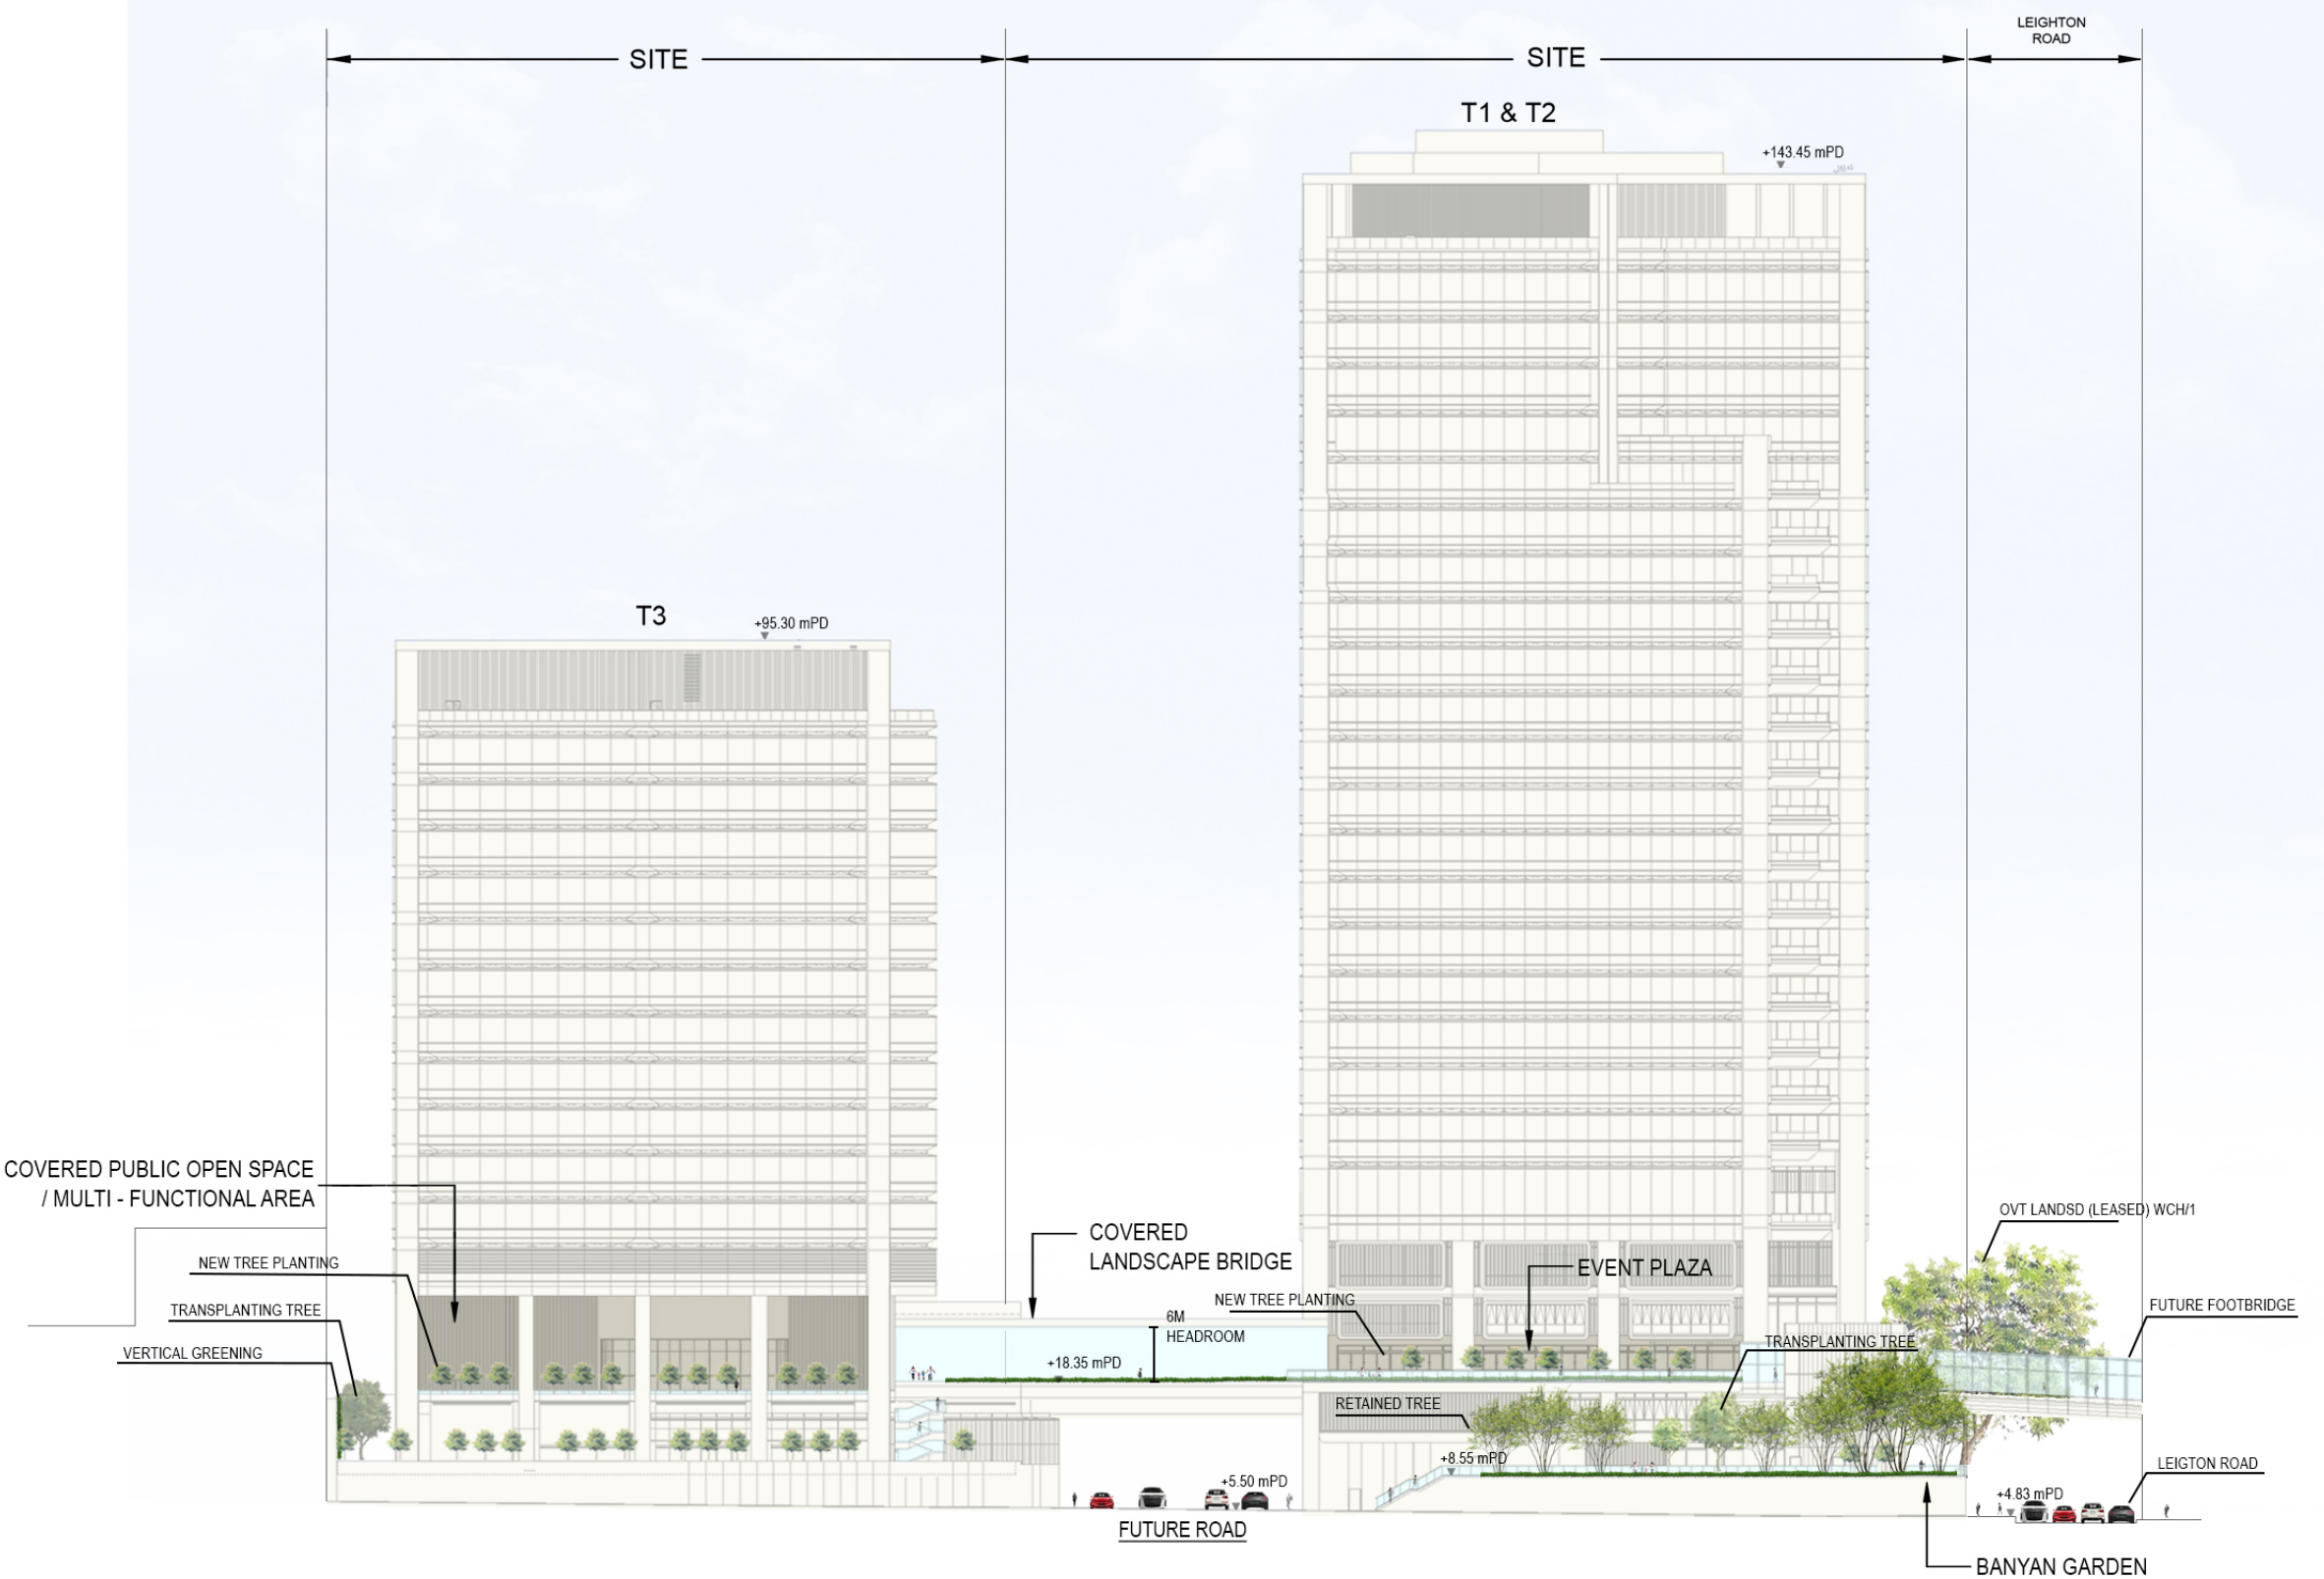 LEIGHTON
ROAD
SITE
SITE
T1 & T2
+143.45 mPD
T3
+95.30 mPD
COVERED PUBLIC OPEN SPACE
/ MULTI - FUNCTIONAL AREA
NEW TREE PLANTING
TRANSPLANTING TREE
VERTICAL GREENING
COVERED
LANDSCAPE BRIDGE
6M
HEADROOM
+18.35 mPD
NEW TREE PLANTING
EVENT PLAZA
TRANSPLANTING TREE
RETAINED TREE
+8.55 mPD
+5.50 mPD
FUTURE ROAD
OVT LANDSD (LEASED) WCH/1
FUTURE FOOTBRIDGE
LEIGTON ROAD
+4.83 mPD
BANYAN GARDEN